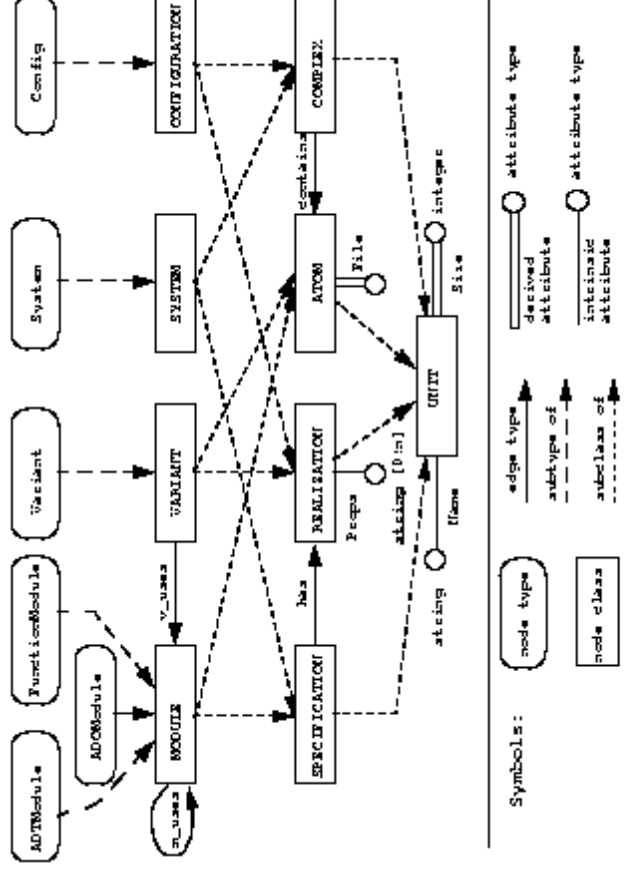 ADTModule
ADOModule
FunctionModule
Variant
System
Config
m_uses
MODULE
v_uses
VARIANT
SYSTEM
CONFIGURATION
SPECIFICATION
has
REALIZATION
Props
string [0:n]
ATOM
File
contains
COMPLEX
string
Name
UNIT
Size
integer
Symbols:
node type
node class
edge type
subtype of
subclass of
derived
attribute
attribute type
intrinsic
attribute
attribute type